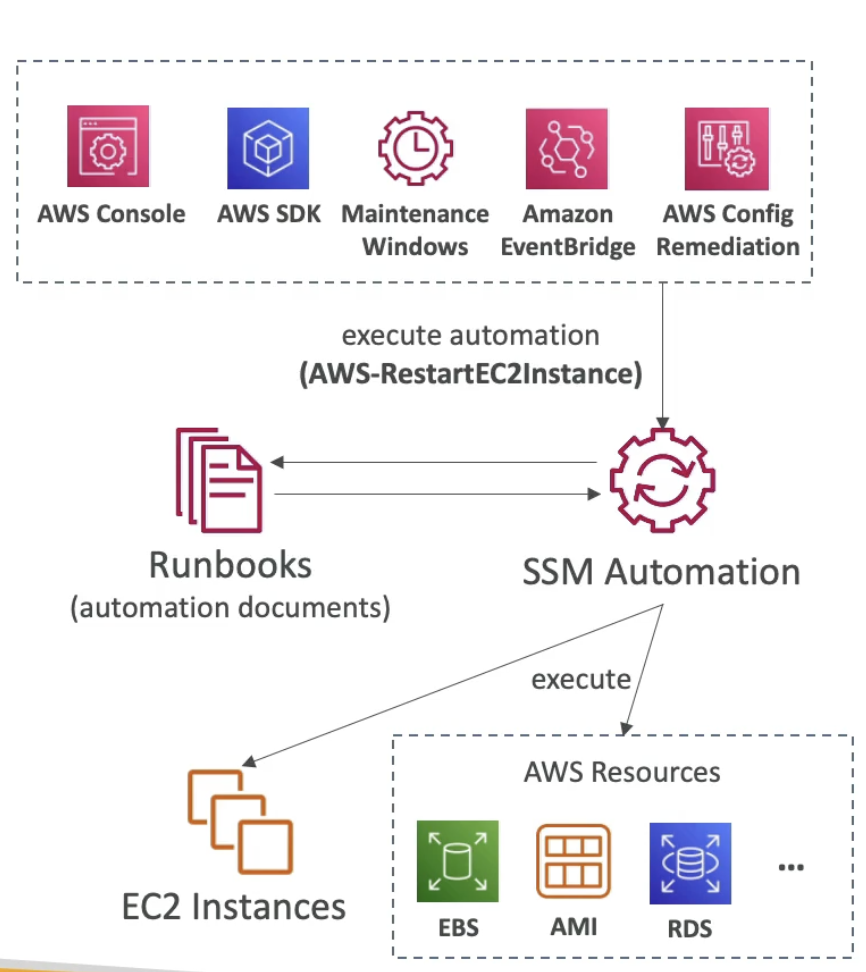 AWS Console
AWS SDK
Maintenance
Windows
Amazon
EventBridge
AWS Config
Remediation
execute automation
(AWS-RestartEC2Instance)
Runbooks
(automation documents)
SSM Automation
execute
EC2 Instances
AWS Resources
EBS
AMI
RDS
...